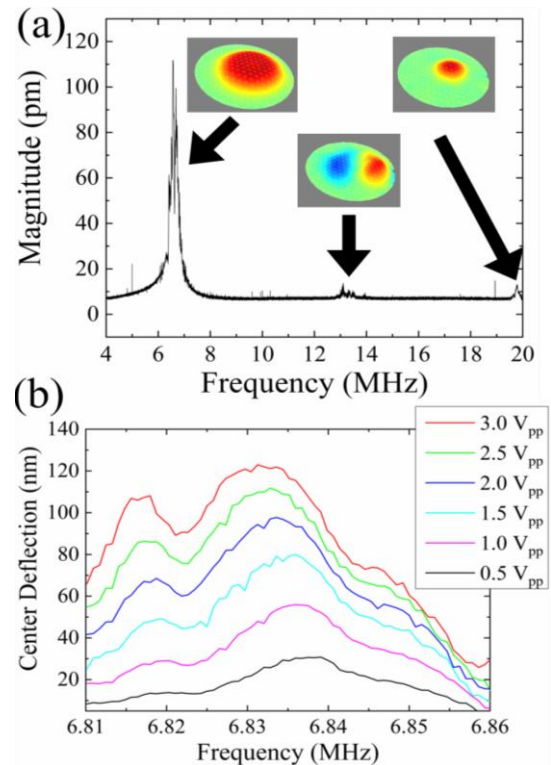 (a)
Magnitude (pm)
120
100
80
60
40
20
0
4 6 8 10 12 14 16 18 20
Frequency (MHz)
(b)
Center Deflection (nm)
140
120
100
80
60
40
20
6.81 6.82 6.83 6.84 6.85 6.86
Frequency (MHz)
3.0 Vpp
2.5 Vpp
2.0 Vpp
1.5 Vpp
1.0 Vpp
0.5 Vpp